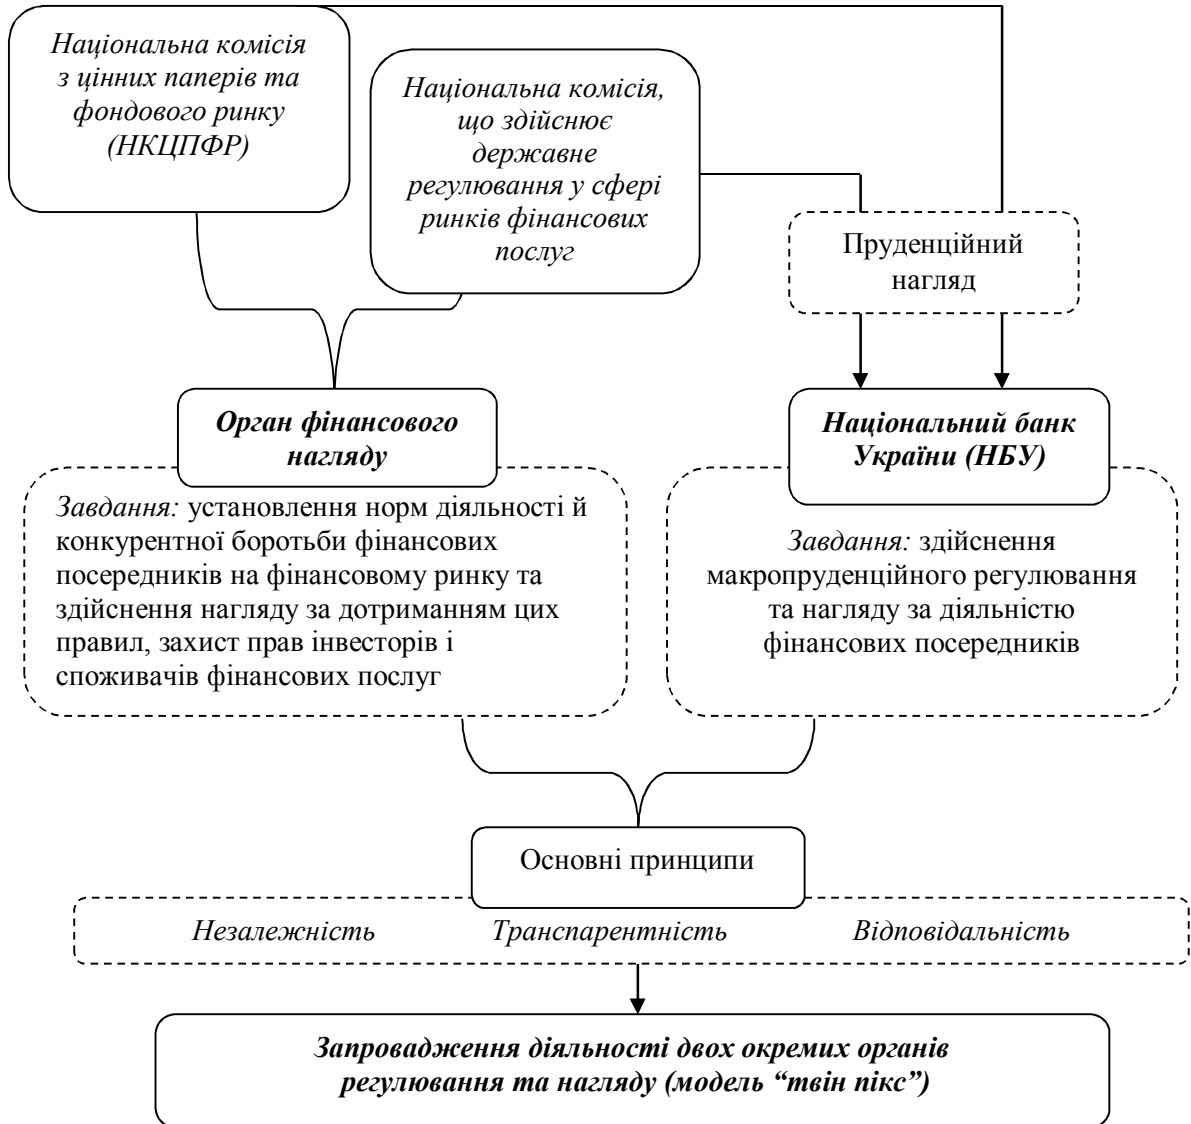 Національна комісія
з цінних паперів та
фондового ринку
(НКЦПФР)
Національна комісія,
що здійснює
державне
регулювання у сфері
ринків фінансових
послуг
Пруденційний
нагляд
Орган фінансового
нагляду
Національний банк
України (НБУ)
Завдання: установлення норм діяльності й
конкурентної боротьби фінансових
посередників на фінансовому ринку та
здійснення нагляду за дотриманням цих
правил, захист прав інвесторів і
споживачів фінансових послуг
Завдання: здійснення
макропруденційного регулювання
та нагляду за діяльністю
фінансових посередників
Основні принципи
Незалежність Транспарентність Відповідальність
Запровадження діяльності двох окремих органів
регулювання та нагляду (модель “твін пікс”)